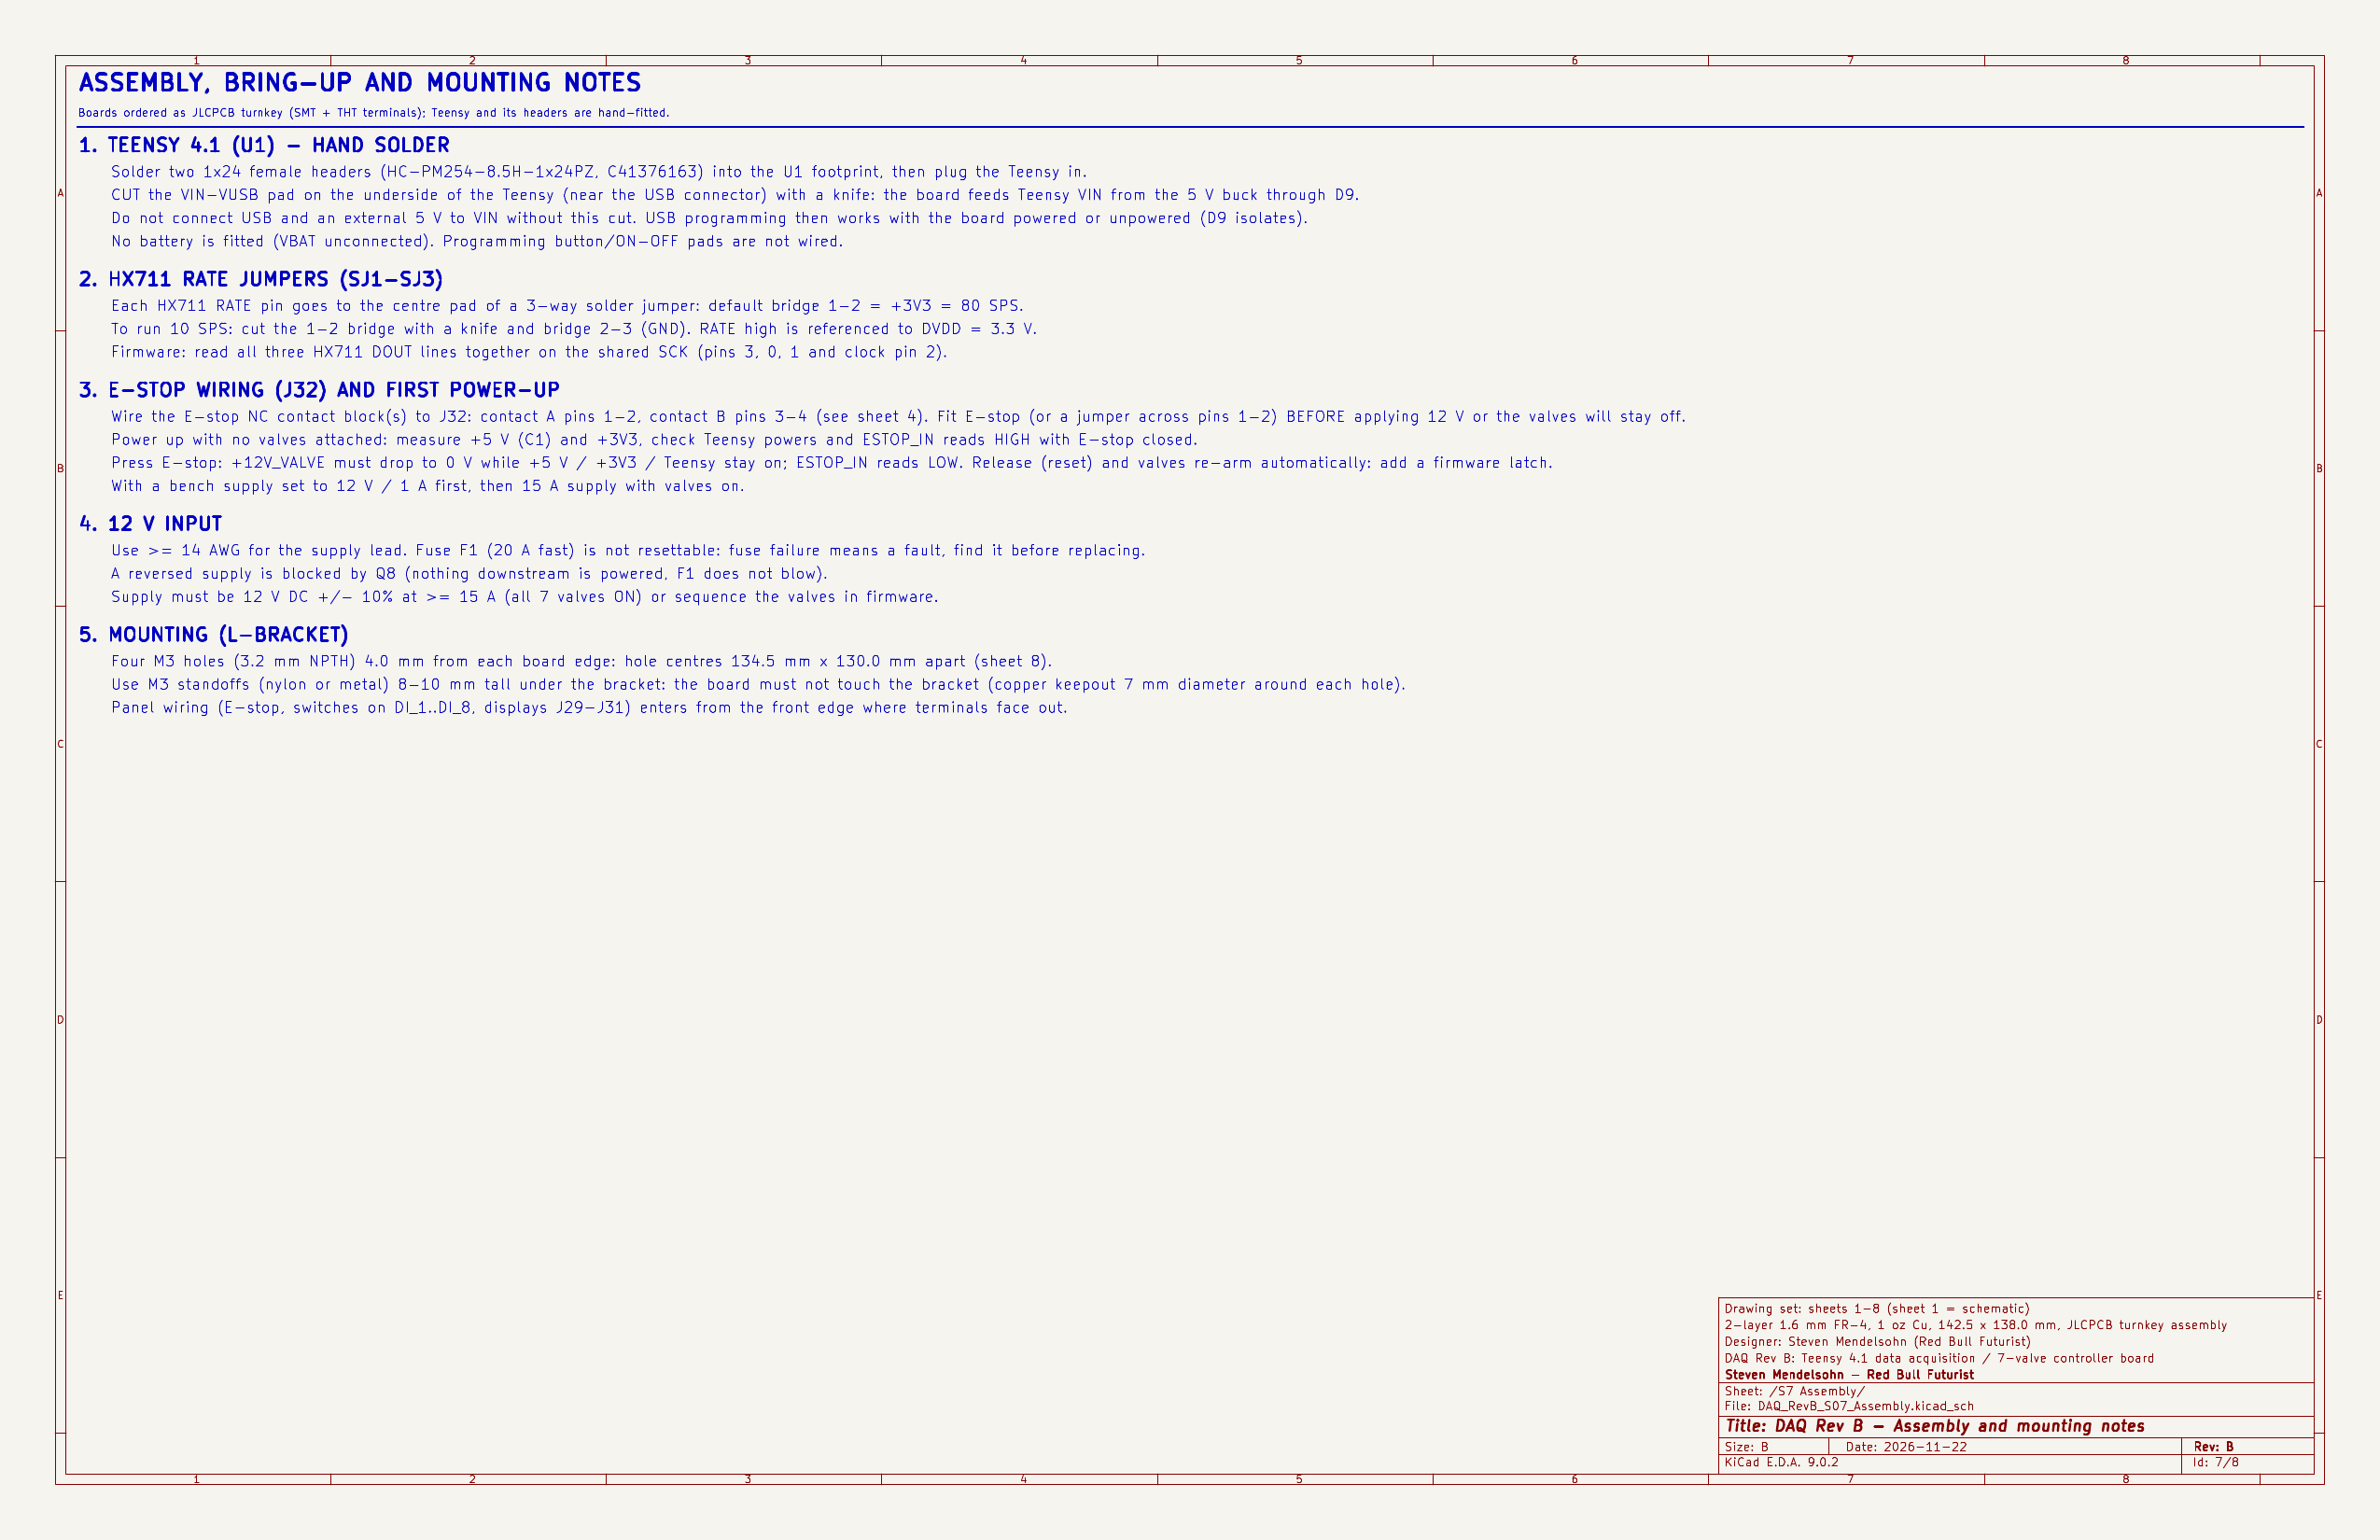 1 2 3 4 5 6 7 8
ASSEMBLY, BRING-UP AND MOUNTING NOTES
Boards ordered as JLCPCB turnkey (SMT + THT terminals); Teensy and its headers are hand-fitted.
1. TEENSY 4.1 (U1) - HAND SOLDER
Solder two 1x24 female headers (HC-PM254-8.5H-1x24PZ, C41376163) into the U1 footprint, then plug the Teensy in.
A A
CUT the VIN-VUSB pad on the underside of the Teensy (near the USB connector) with a knife: the board feeds Teensy VIN from the 5 V buck through D9.
Do not connect USB and an external 5 V to VIN without this cut. USB programming then works with the board powered or unpowered (D9 isolates).
No battery is fitted (VBAT unconnected). Programming button/ON-OFF pads are not wired.
2. HX711 RATE JUMPERS (SJ1-SJ3)
Each HX711 RATE pin goes to the centre pad of a 3-way solder jumper: default bridge 1-2 = +3V3 = 80 SPS.
To run 10 SPS: cut the 1-2 bridge with a knife and bridge 2-3 (GND). RATE high is referenced to DVDD = 3.3 V.
Firmware: read all three HX711 DOUT lines together on the shared SCK (pins 3, 0, 1 and clock pin 2).
3. E-STOP WIRING (J32) AND FIRST POWER-UP
Wire the E-stop NC contact block(s) to J32: contact A pins 1-2, contact B pins 3-4 (see sheet 4). Fit E-stop (or a jumper across pins 1-2) BEFORE applying 12 V or the valves will stay off.
Power up with no valves attached: measure +5 V (C1) and +3V3, check Teensy powers and ESTOP_IN reads HIGH with E-stop closed.
Press E-stop: +12V_VALVE must drop to 0 V while +5 V / +3V3 / Teensy stay on; ESTOP_IN reads LOW. Release (reset) and valves re-arm automatically: add a firmware latch.
B B
With a bench supply set to 12 V / 1 A first, then 15 A supply with valves on.
4. 12 V INPUT
Use >= 14 AWG for the supply lead. Fuse F1 (20 A fast) is not resettable: fuse failure means a fault, find it before replacing.
A reversed supply is blocked by Q8 (nothing downstream is powered, F1 does not blow).
Supply must be 12 V DC +/- 10% at >= 15 A (all 7 valves ON) or sequence the valves in firmware.
5. MOUNTING (L-BRACKET)
Four M3 holes (3.2 mm NPTH) 4.0 mm from each board edge: hole centres 134.5 mm x 130.0 mm apart (sheet 8).
Use M3 standoffs (nylon or metal) 8-10 mm tall under the bracket: the board must not touch the bracket (copper keepout 7 mm diameter around each hole).
Panel wiring (E-stop, switches on DI_1..DI_8, displays J29-J31) enters from the front edge where terminals face out.
C C
D D
E E
Drawing set: sheets 1-8 (sheet 1 = schematic)
2-layer 1.6 mm FR-4, 1 oz Cu, 142.5 x 138.0 mm, JLCPCB turnkey assembly
Designer: Steven Mendelsohn (Red Bull Futurist)
DAQ Rev B: Teensy 4.1 data acquisition / 7-valve controller board
Steven Mendelsohn - Red Bull Futurist
Sheet: /S7 Assembly/
File: DAQ_RevB_S07_Assembly.kicad_sch
Title: DAQ Rev B - Assembly and mounting notes
Size: B Date: 2026-11-22 Rev: B
KiCad E.D.A. 9.0.2 Id: 7/8
1 2 3 4 5 6 7 8